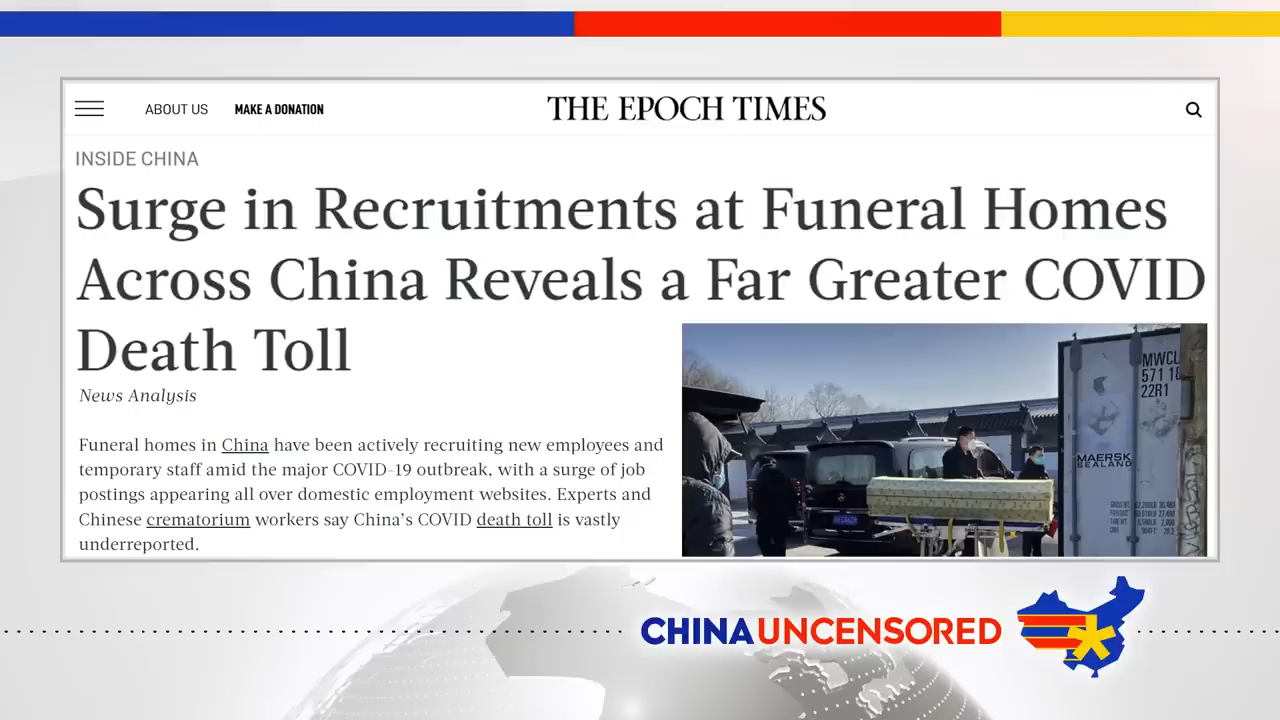 ABOUT US MAKE A DONATION THE EPOCH TIMES
INSIDE CHINA
Surge in Recruitments at Funeral Homes
Across China Reveals a Far Greater COVID
Death Toll
News Analysis
Funeral homes in China have been actively recruiting new employees and
temporary staff amid the major COVID-19 outbreak, with a surge of job
postings appearing all over domestic employment websites. Experts and
Chinese crematorium workers say China's COVID death toll is vastly
underreported.
MWCL
571 18
22R1
MAERSK
SEALAND
CHINA UNCENSORED